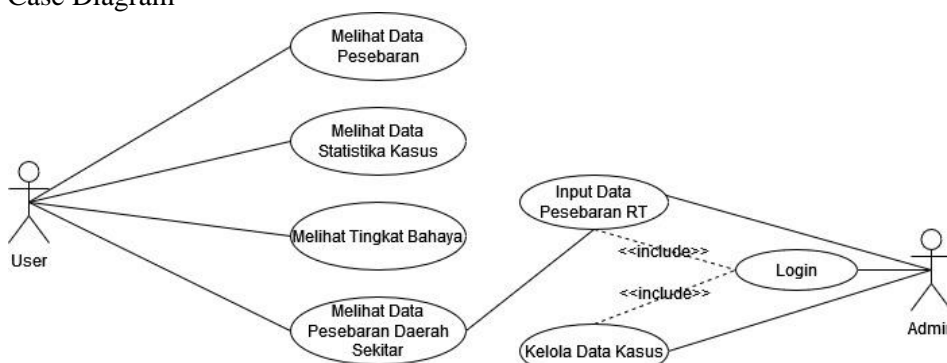 Case Diagram
Melihat Data
Pesebaran
Melihat Data
Statistika Kasus
Melihat Tingkat Bahaya
Melihat Data
Pesebaran Daerah
Sekitar
User
Input Data
Pesebaran RT
<<include>>
Login
<<include>>
Kelola Data Kasus
Admin